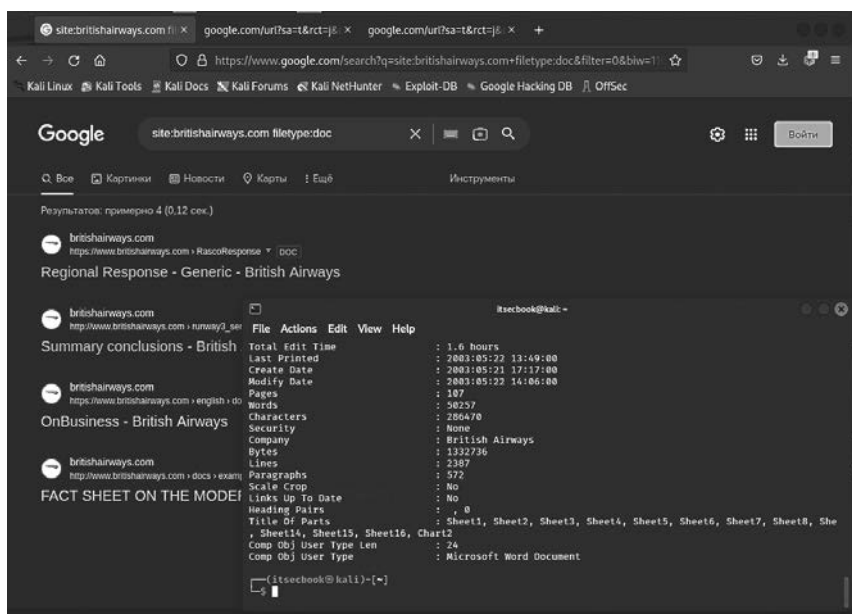 site:britishairways.com fi
google.com/url?sa=t&rct=j&
google.com/url?sa=t&rct=j&
https://www.google.com/search?q=site:britishairways.com+filetype:doc&filter=0&biw=1
Kali Linux Kali Tools Kali Docs Kali Forums Kali NetHunter Exploit-DB Google Hacking DB OffSec
Google
site:britishairways.com filetype:doc
Войти
Все Картинки Новости Карты Ещё Инструменты
Результатов: примерно 4 (0,12 сек.)
britishairways.com
https://www.britishairways.com › RascoResponse DOC
Regional Response - Generic - British Airways
britishairways.com
http://www.britishairways.com › runway3_se
Summary conclusions - British
britishairways.com
https://www.britishairways.com › english › do
OnBusiness - British Airways
britishairways.com
http://www.britishairways.com › docs › examp
FACT SHEET ON THE MODE
itsecbook@kali: ~
File Actions Edit View Help
Total Edit Time : 1.6 hours
Last Printed : 2003:05:22 13:49:00
Create Date : 2003:05:21 17:17:00
Modify Date : 2003:05:22 14:06:00
Pages : 107
Words : 50257
Characters : 286470
Security : None
Company : British Airways
Bytes : 1332736
Lines : 2387
Paragraphs : 572
Scale Crop : No
Links Up To Date : No
Heading Pairs : , 0
Title Of Parts : Sheet1, Sheet2, Sheet3, Sheet4, Sheet5, Sheet6, Sheet7, Sheet8, She
, Sheet14, Sheet15, Sheet16, Chart2
Comp Obj User Type Len : 24
Comp Obj User Type : Microsoft Word Document
(itsecbook㉿kali)-[~]
$